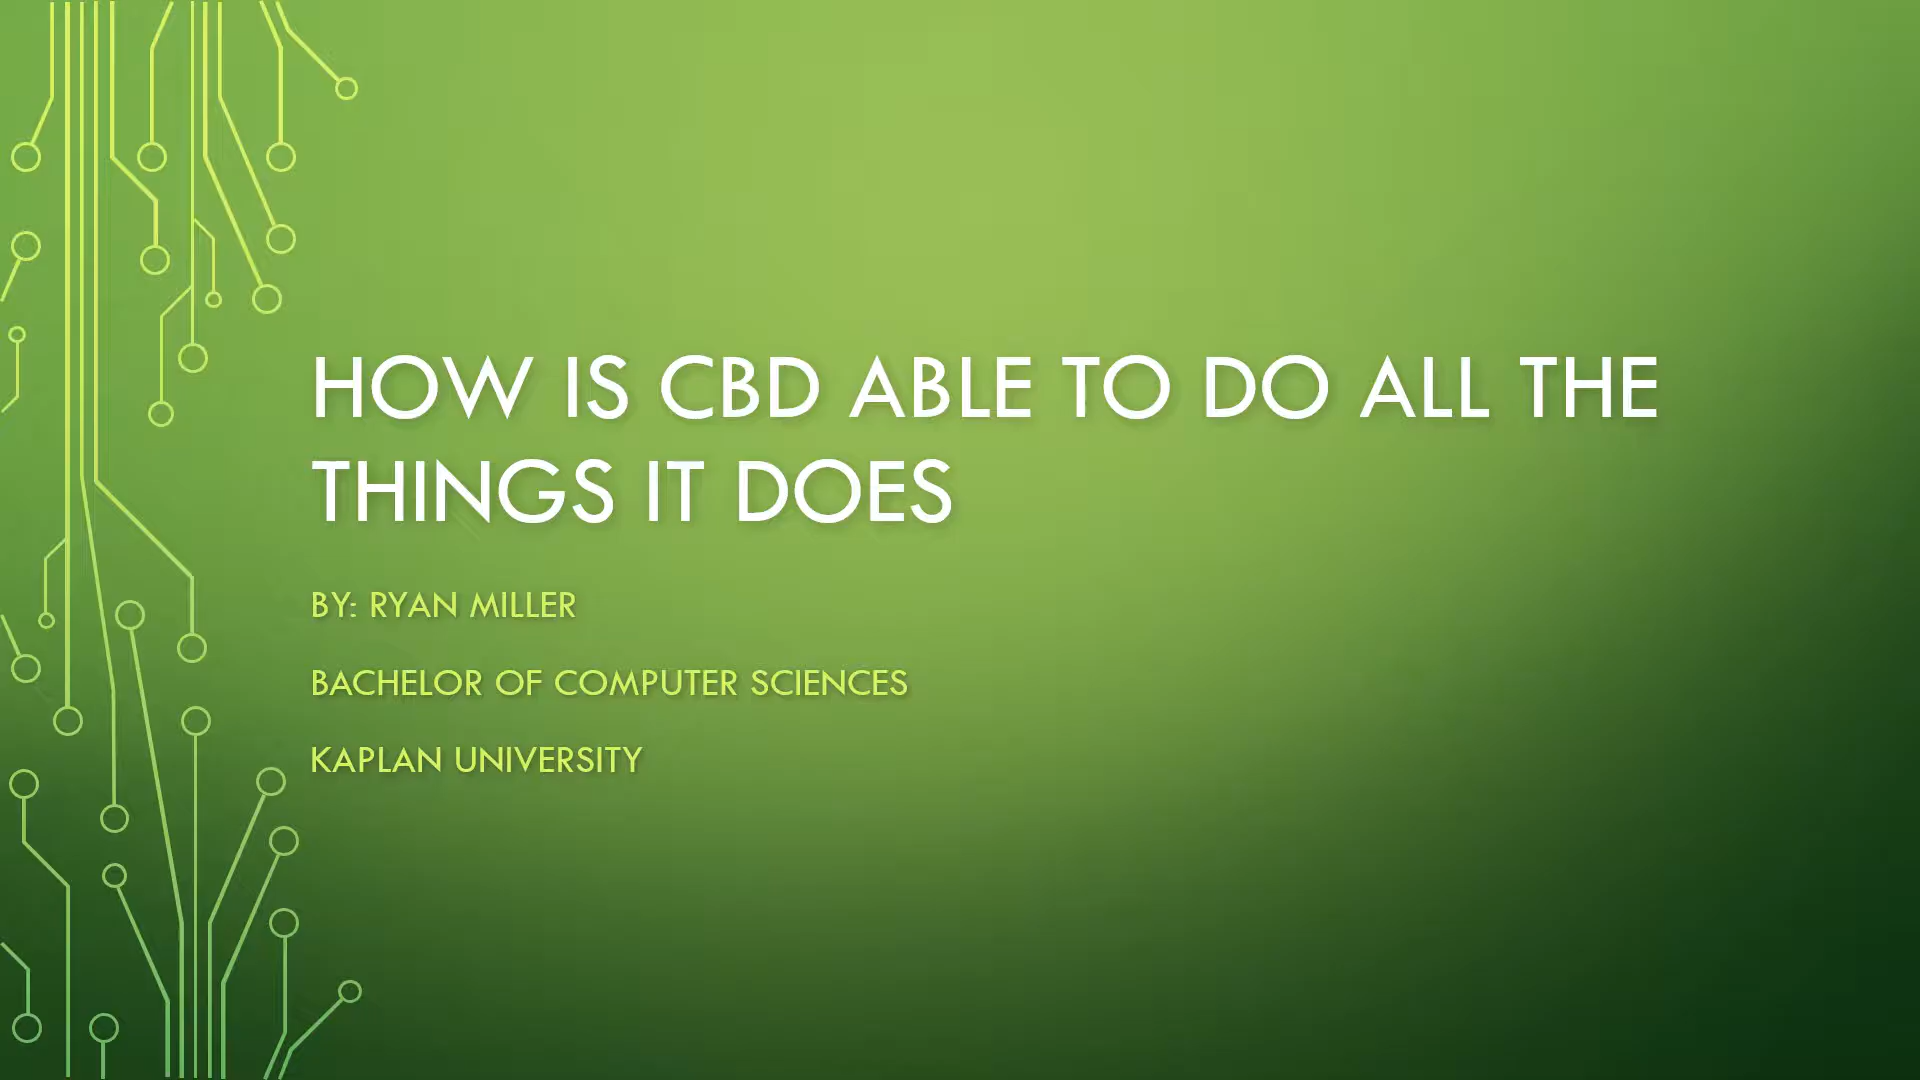 HOW IS CBD ABLE TO DO ALL THE
THINGS IT DOES
BY: RYAN MILLER
BACHELOR OF COMPUTER SCIENCES
KAPLAN UNIVERSITY